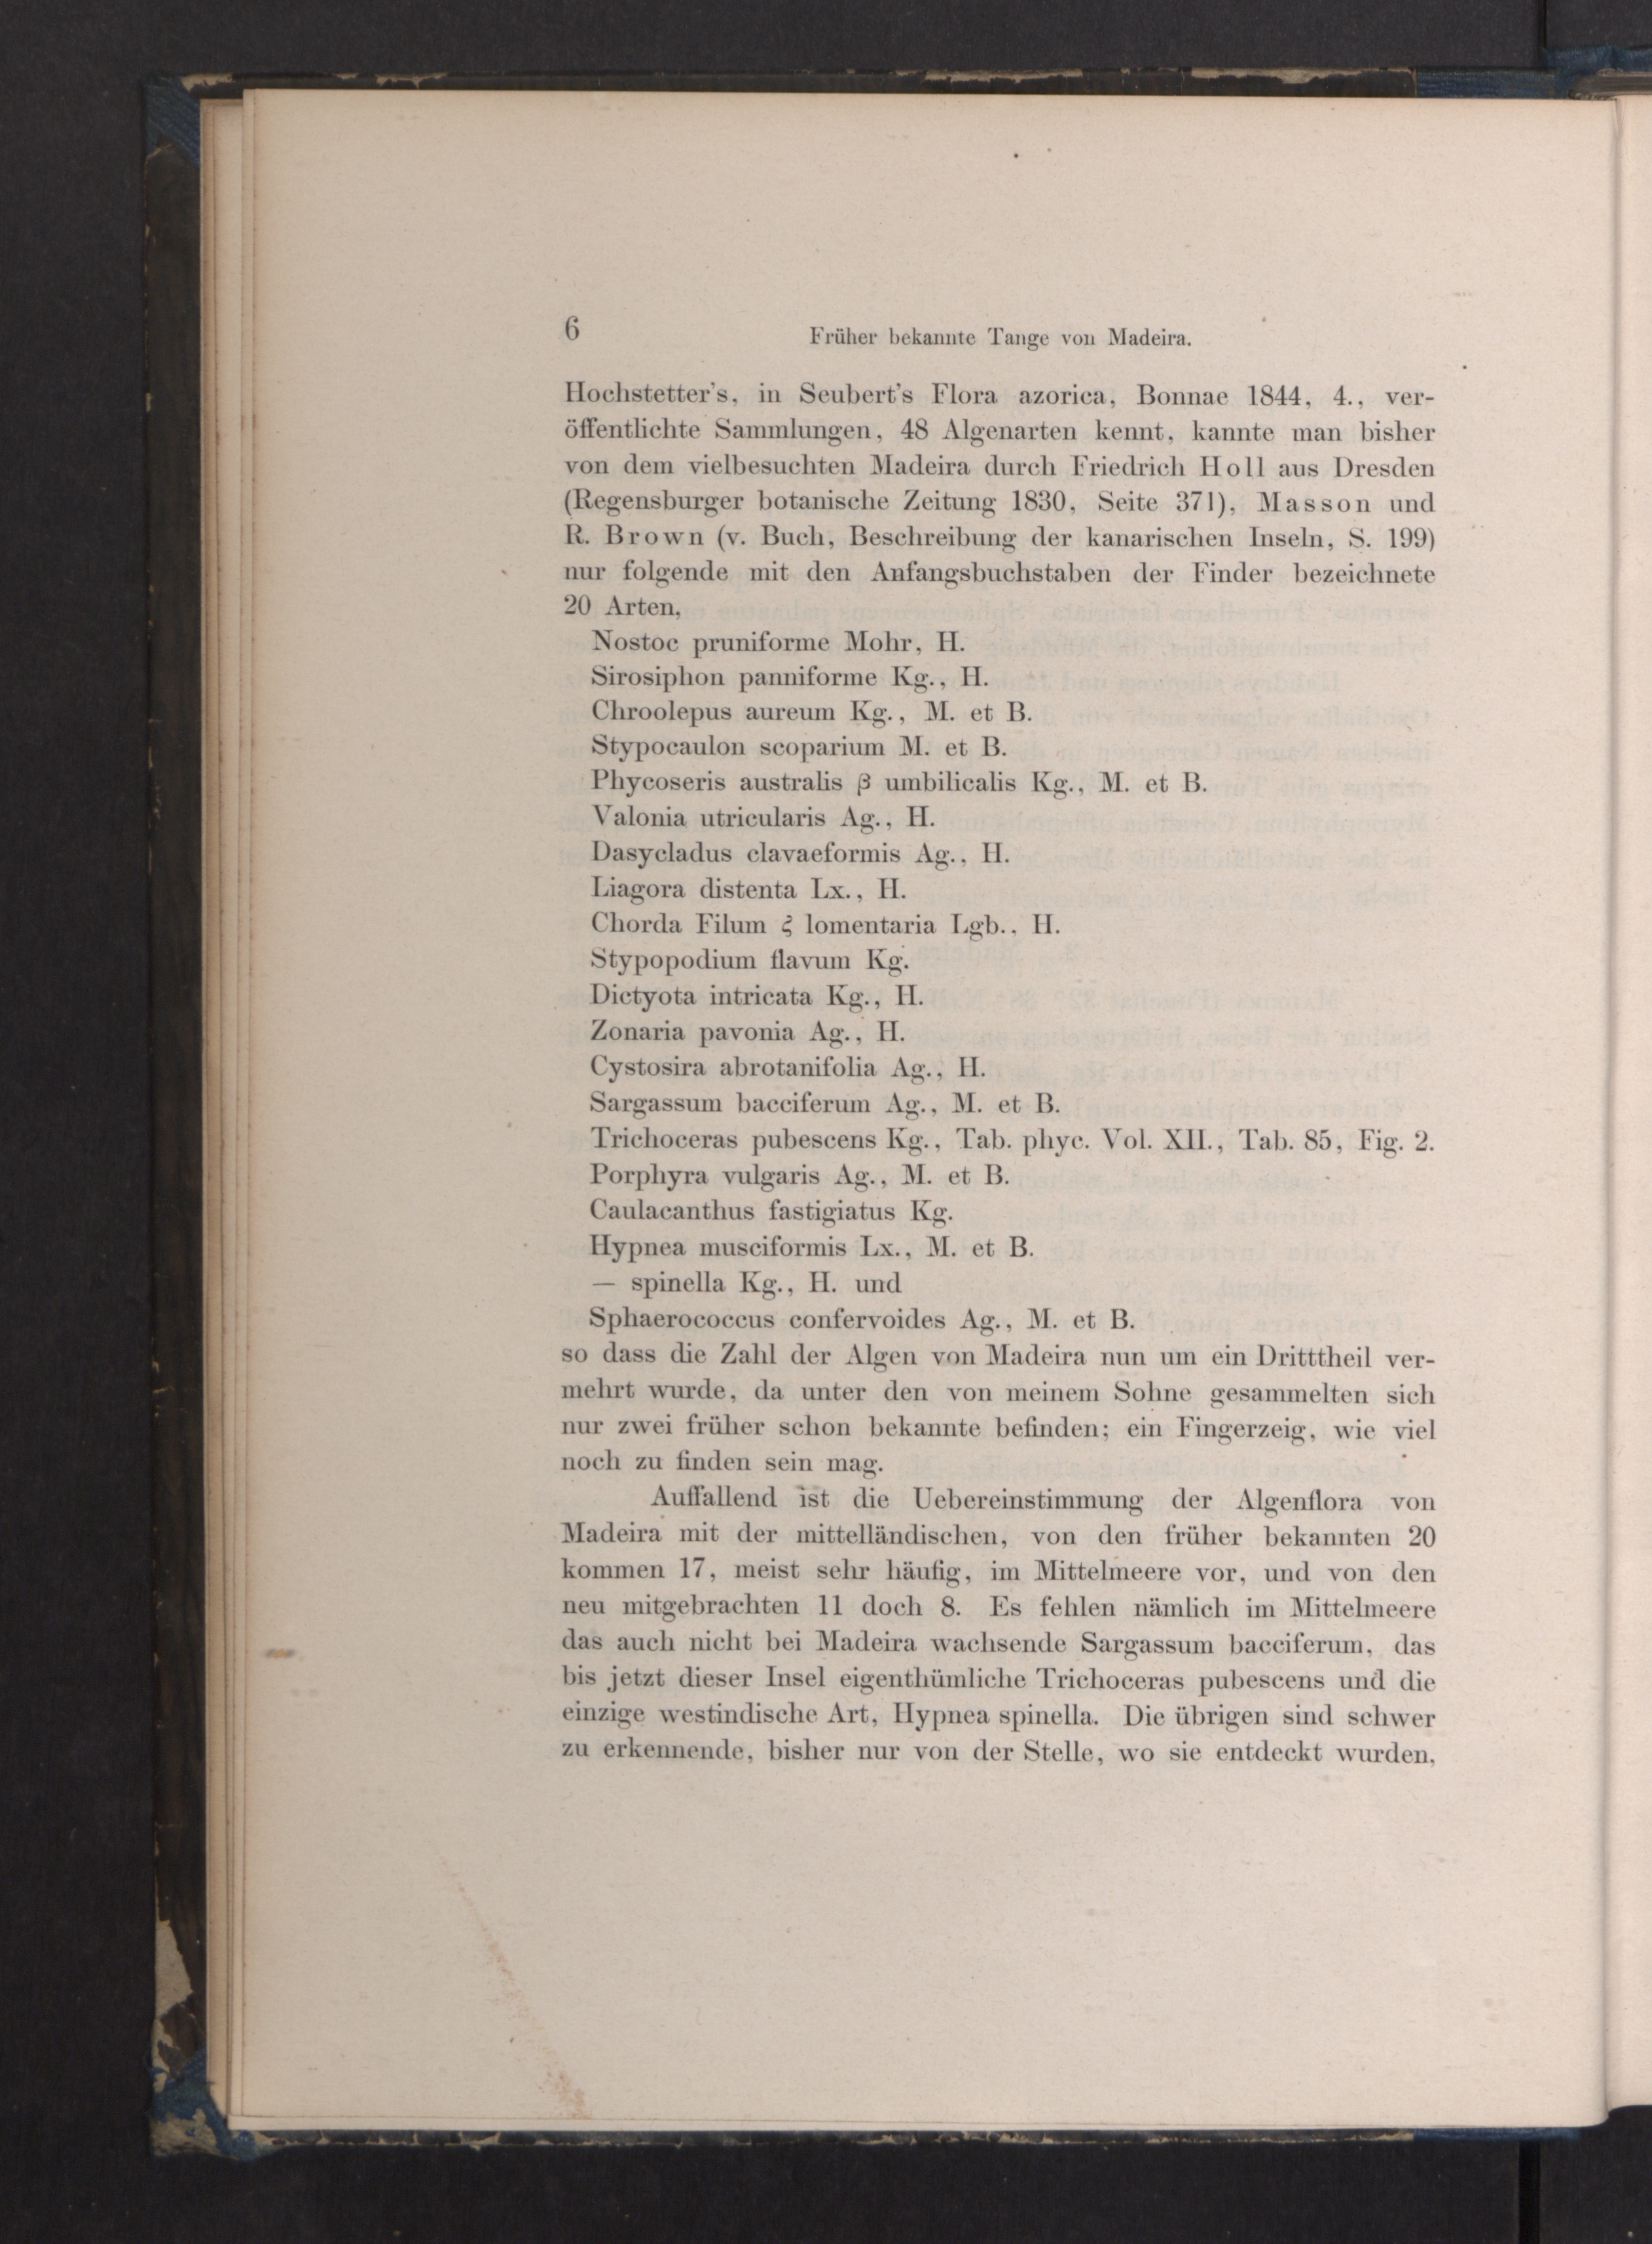 6 Früher bekannte Tange von Madeira.
Hochstetter's, in Seubert's Flora azorica, Bonnae 1844, 4., ver-
öffentlichte Sammlungen, 48 Algenarten kennt, kannte man bisher
von dem vielbesuchten Madeira durch Friedrich Holl aus Dresden
(Regensburger botanische Zeitung 1830, Seite 371), Masson und
R. Brown (v. Buch, Beschreibung der kanarischen Inseln, S. 199)
nur folgende mit den Anfangsbuchstaben der Finder bezeichnete
20 Arten,
Nostoc pruniforme Mohr, H.
Sirosiphon panniforme Kg., H.
Chroolepus aureum Kg., M. et B.
Stypocaulon scoparium M. et B.
Phycoseris australis β umbilicalis Kg., M. et B.
Valonia utricularis Ag., H.
Dasycladus clavaeformis Ag., H.
Liagora distenta Lx., H.
Chorda Filum ξ lomentaria Lgb., H.
Stypopodium flavum Kg.
Dictyota intricata Kg., H.
Zonaria pavonia Ag., H.
Cystosira abrotanifolia Ag., H.
Sargassum bacciferum Ag., M. et B.
Trichoceras pubescens Kg., Tab. phyc. Vol. XII., Tab. 85, Fig. 2.
Porphyra vulgaris Ag., M. et B.
Caulacanthus fastigiatus Kg.
Hypnea musciformis Lx., M. et B.
— spinella Kg., H. und
Sphaerococcus confervoides Ag., M. et B.
so dass die Zahl der Algen von Madeira nun um ein Dritttheil ver-
mehrt wurde, da unter den von meinem Sohne gesammelten sich
nur zwei früher schon bekannte befinden; ein Fingerzeig, wie viel
noch zu finden sein mag.
Auffallend ist die Uebereinstimmung der Algenflora von
Madeira mit der mittelländischen, von den früher bekannten 20
kommen 17, meist sehr häufig, im Mittelmeere vor, und von den
neu mitgebrachten 11 doch 8. Es fehlen nämlich im Mittelmeere
das auch nicht bei Madeira wachsende Sargassum bacciferum, das
bis jetzt dieser Insel eigenthümliche Trichoceras pubescens und die
einzige westindische Art, Hypnea spinella. Die übrigen sind schwer
zu erkennende, bisher nur von der Stelle, wo sie entdeckt wurden,